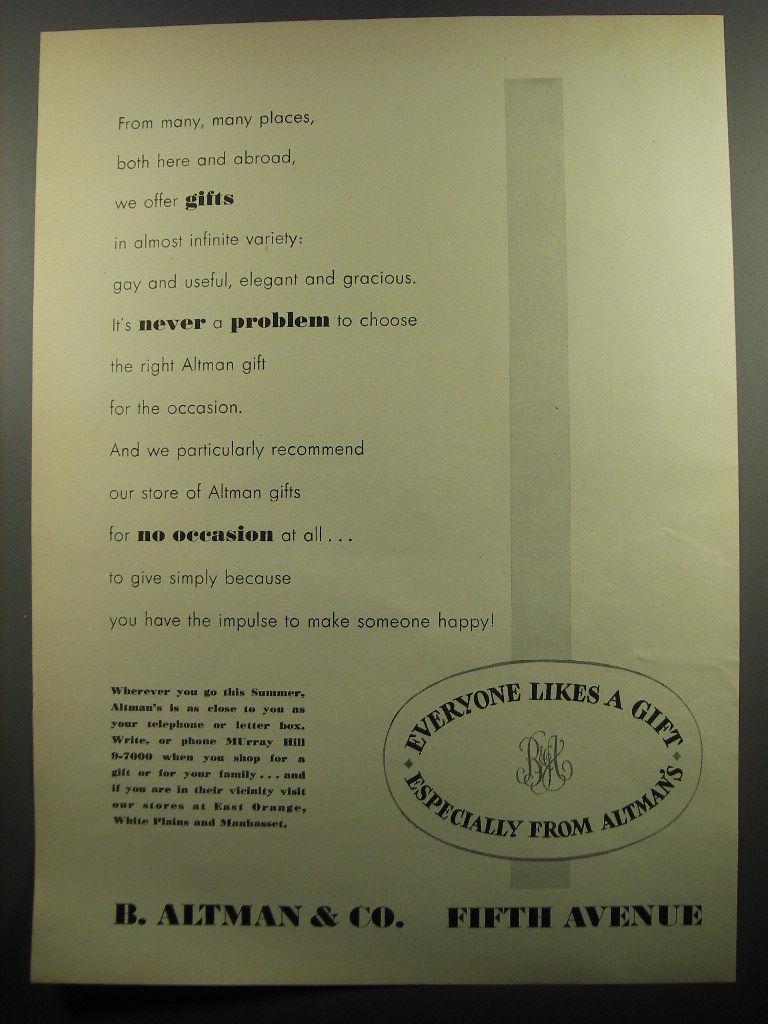 From many, many places,
both here and abroad,
we offer gifts
in almost infinite variety:
gay and useful, elegant and gracious.
It's never a problem to choose
the right Altman gift
for the occasion.
And we particularly recommend
our store of Altman gifts
for no occasion at all...
to give simply because
you have the impulse to make someone happy!
Wherever you go this Summer,
Altman's is as close to you as
your telephone or letter box.
Write, or phone MUrray Hill
9-7000 when you shop for a
gift or for your family...and
if you are in their vicinity visit
our stores at East Orange,
White Plains and Manhasset.
EVERYONE LIKES A GIFT
B&A
ESPECIALLY FROM ALTMAN'S
B. ALTMAN & CO. FIFTH AVENUE